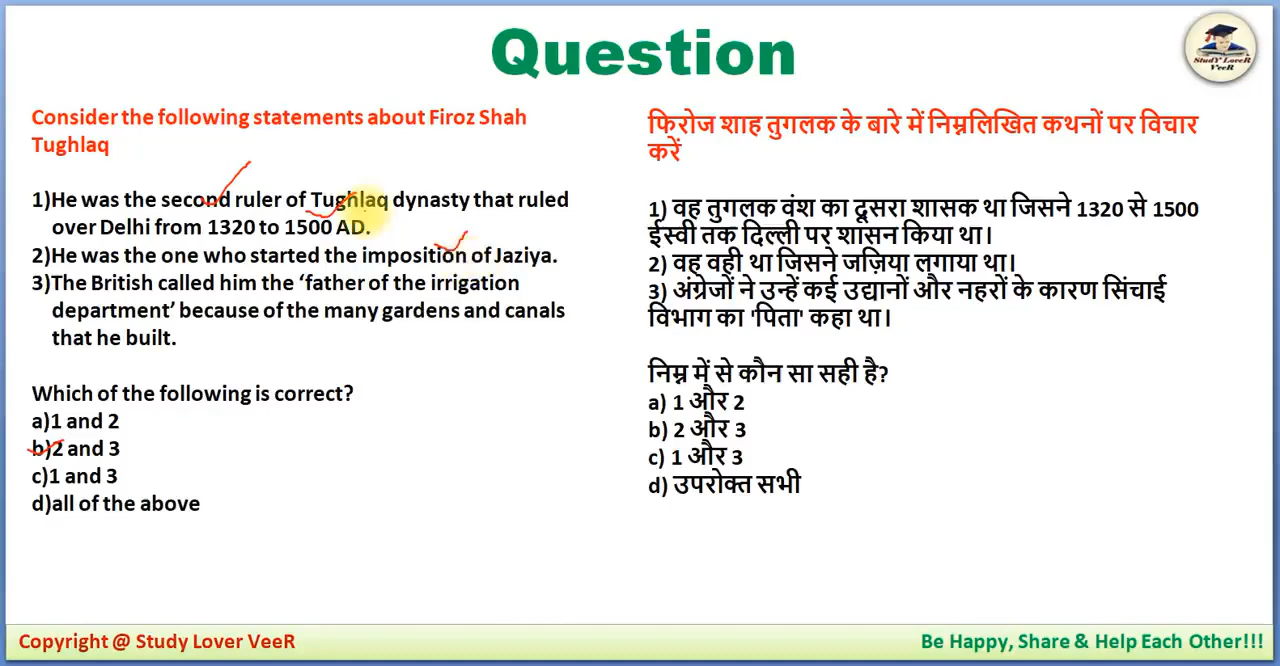 Question
StudY LoveR
VeeR
Consider the following statements about Firoz Shah
Tughlaq
1)He was the second ruler of Tughlaq dynasty that ruled
over Delhi from 1320 to 1500 AD.
2)He was the one who started the imposition of Jaziya.
3)The British called him the ‘father of the irrigation
department’ because of the many gardens and canals
that he built.
Which of the following is correct?
a)1 and 2
b)2 and 3
c)1 and 3
d)all of the above
फिरोज शाह तुगलक के बारे में निम्नलिखित कथनों पर विचार
करें
1) वह तुगलक वंश का दूसरा शासक था जिसने 1320 से 1500
ईस्वी तक दिल्ली पर शासन किया था।
2) वह वही था जिसने जज़िया लगाया था।
3) अंग्रेजों ने उन्हें कई उद्यानों और नहरों के कारण सिंचाई
विभाग का 'पिता' कहा था।
निम्न में से कौन सा सही है?
a) 1 और 2
b) 2 और 3
c) 1 और 3
d) उपरोक्त सभी
Copyright @ Study Lover VeeR
Be Happy, Share & Help Each Other!!!